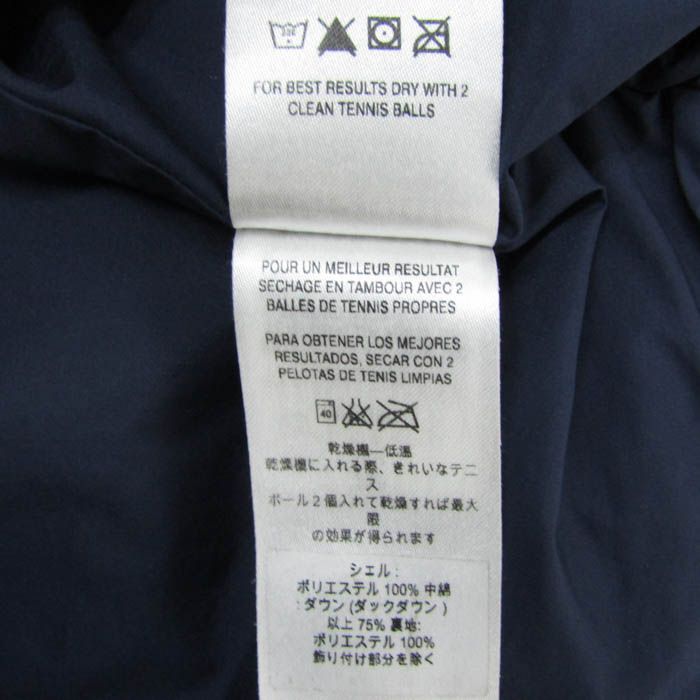 FOR BEST RESULTS DRY WITH 2
CLEAN TENNIS BALLS
POUR UN MEILLEUR RESULTAT
SECHAGE EN TAMBOUR AVEC 2
BALLES DE TENNIS PROPRES
PARA OBTENER LOS MEJORES
RESULTADOS, SECAR CON 2
PELOTAS DE TENIS LIMPIAS
40
乾燥機—低温
乾燥機に入れる際、きれいなテニ
ス
ボール2個入れて乾燥すれば最大
限
の効果が得られます
シェル:
ポリエステル 100% 中綿
:ダウン (ダックダウン )
以上 75% 裏地:
ポリエステル 100%
飾り付け部分を除く